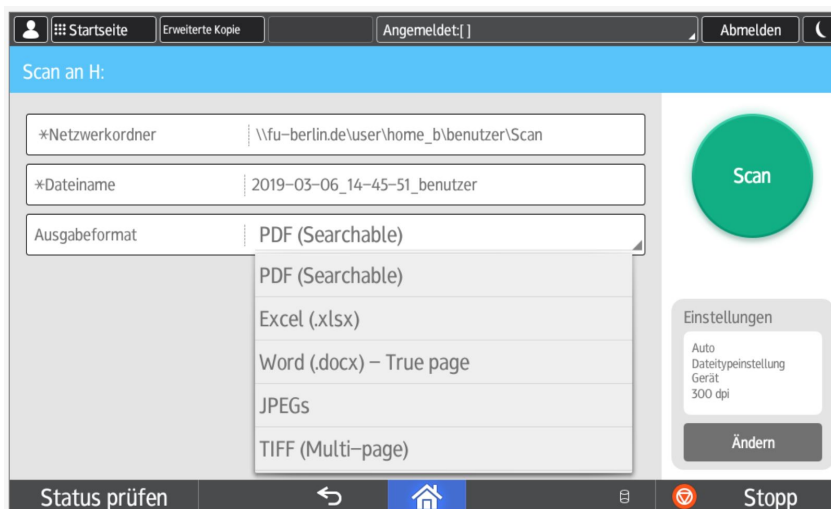 Startseite
Erweiterte Kopie
Angemeldet:[ ]
Abmelden
Scan an H:
*Netzwerkordner
\\fu-berlin.de\user\home_b\benutzer\Scan
*Dateiname
2019-03-06_14-45-51_benutzer
Ausgabeformat
PDF (Searchable)
PDF (Searchable)
Excel (.xlsx)
Word (.docx) – True page
JPEGs
TIFF (Multi-page)
Scan
Einstellungen
Auto
Dateitypeinstellung
Gerät
300 dpi
Ändern
Status prüfen
Stopp